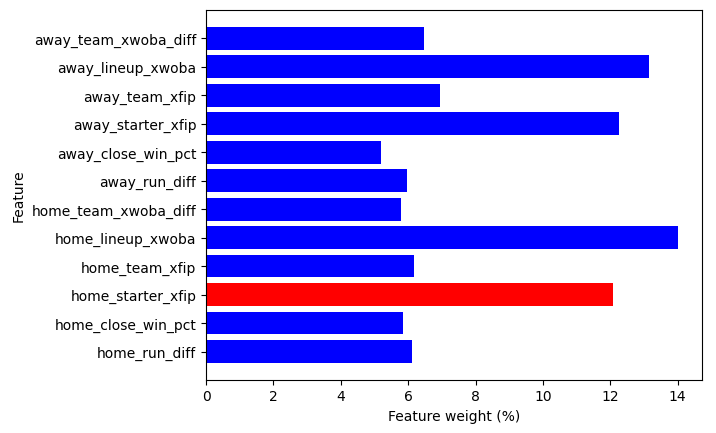 away_team_xwoba_diff
away_lineup_xwoba
away_team_xfip
away_starter_xfip
away_close_win_pct
away_run_diff
home_team_xwoba_diff
home_lineup_xwoba
home_team_xfip
home_starter_xfip
home_close_win_pct
home_run_diff
Feature
0 2 4 6 8 10 12 14
Feature weight (%)